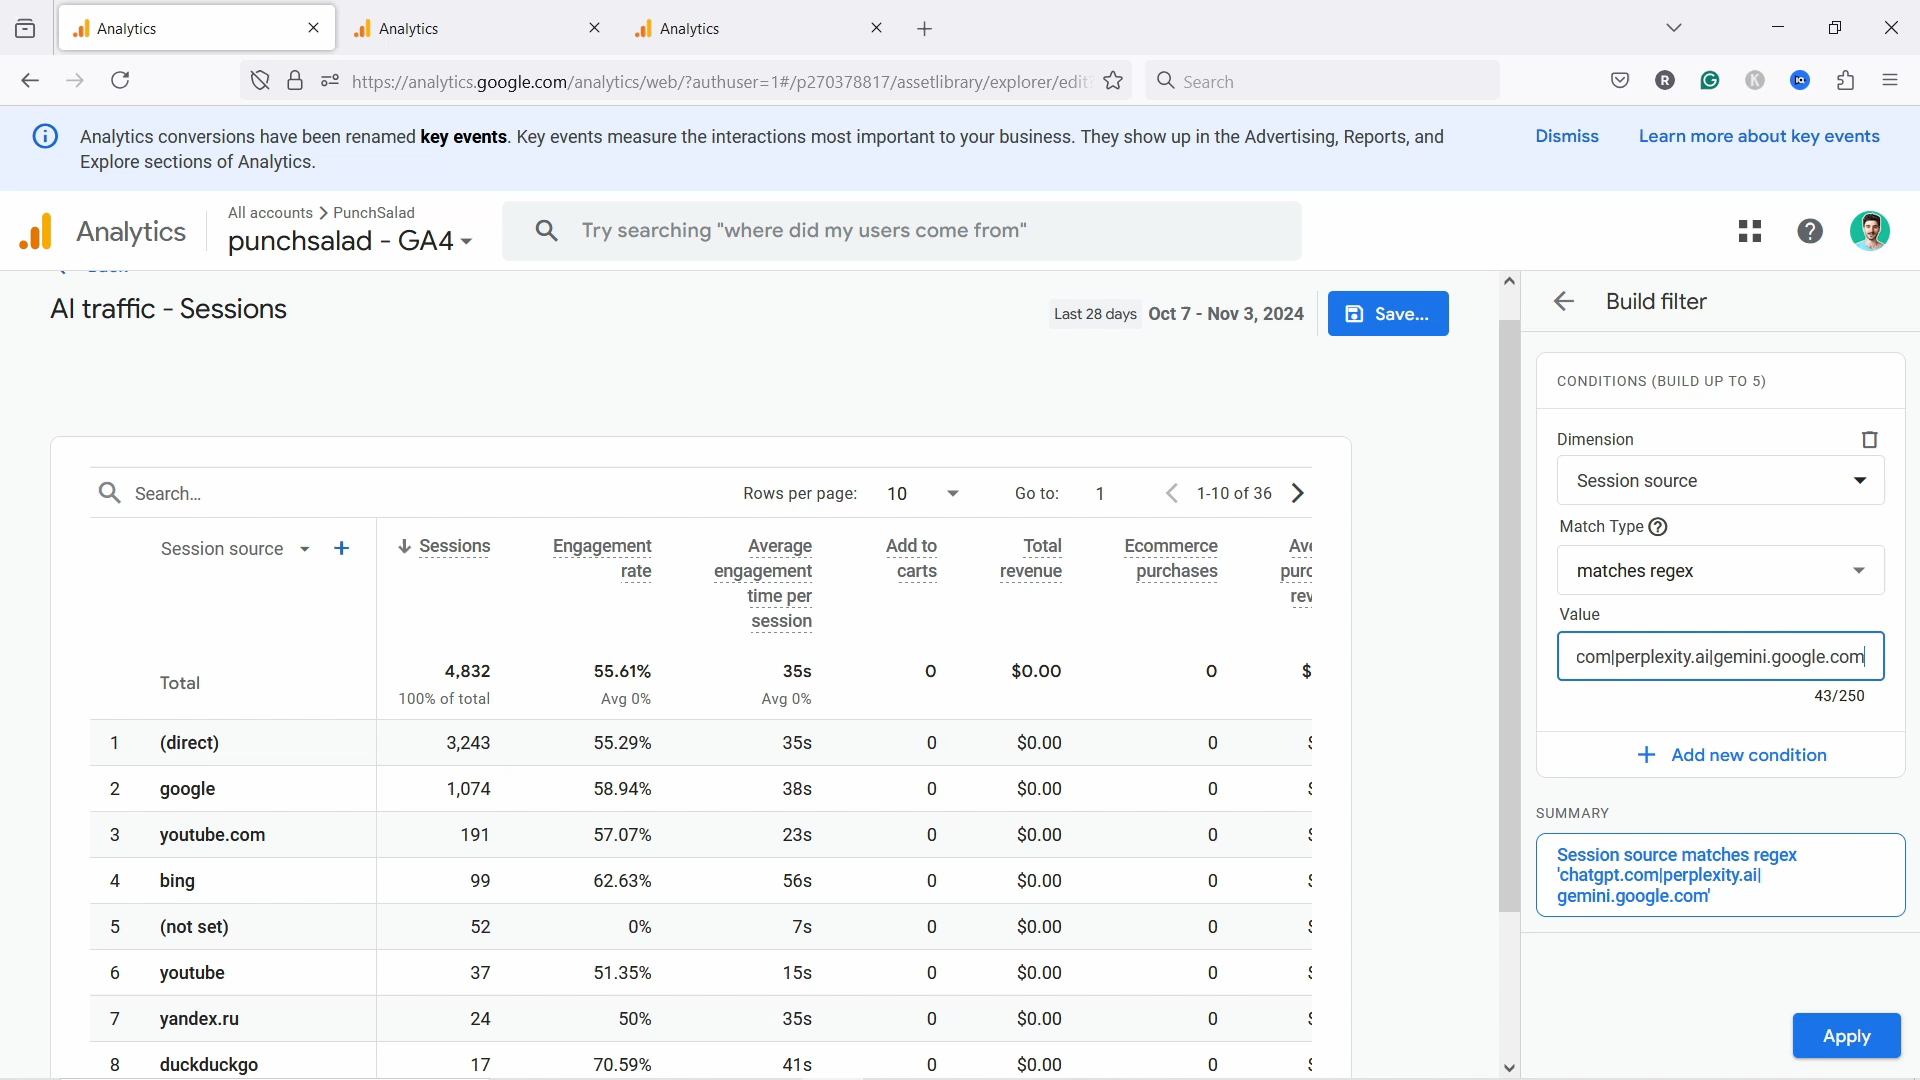 Analytics
Analytics
Analytics
https://analytics.google.com/analytics/web/?authuser=1#/p270378817/assetlibrary/explorer/edit?
Search
Analytics conversions have been renamed key events. Key events measure the interactions most important to your business. They show up in the Advertising, Reports, and
Explore sections of Analytics.
Dismiss
Learn more about key events
Analytics
All accounts > PunchSalad
punchsalad - GA4
Try searching "where did my users come from"
AI traffic - Sessions
Last 28 days Oct 7 - Nov 3, 2024
Save...
Search...
Rows per page: 10
Go to: 1
1-10 of 36
Session source
Sessions
Engagement
rate
Average
engagement
time per
session
Add to
carts
Total
revenue
Ecommerce
purchases
Total
4,832
100% of total
55.61%
Avg 0%
35s
Avg 0%
0
$0.00
0
$
1 (direct) 3,243 55.29% 35s 0 $0.00 0
2 google 1,074 58.94% 38s 0 $0.00 0
3 youtube.com 191 57.07% 23s 0 $0.00 0
4 bing 99 62.63% 56s 0 $0.00 0
5 (not set) 52 0% 7s 0 $0.00 0
6 youtube 37 51.35% 15s 0 $0.00 0
7 yandex.ru 24 50% 35s 0 $0.00 0
8 duckduckgo 17 70.59% 41s 0 $0.00 0
Build filter
CONDITIONS (BUILD UP TO 5)
Dimension
Session source
Match Type
matches regex
Value
com|perplexity.ai|gemini.google.com
43/250
+ Add new condition
SUMMARY
Session source matches regex
'chatgpt.com|perplexity.ai|
gemini.google.com'
Apply